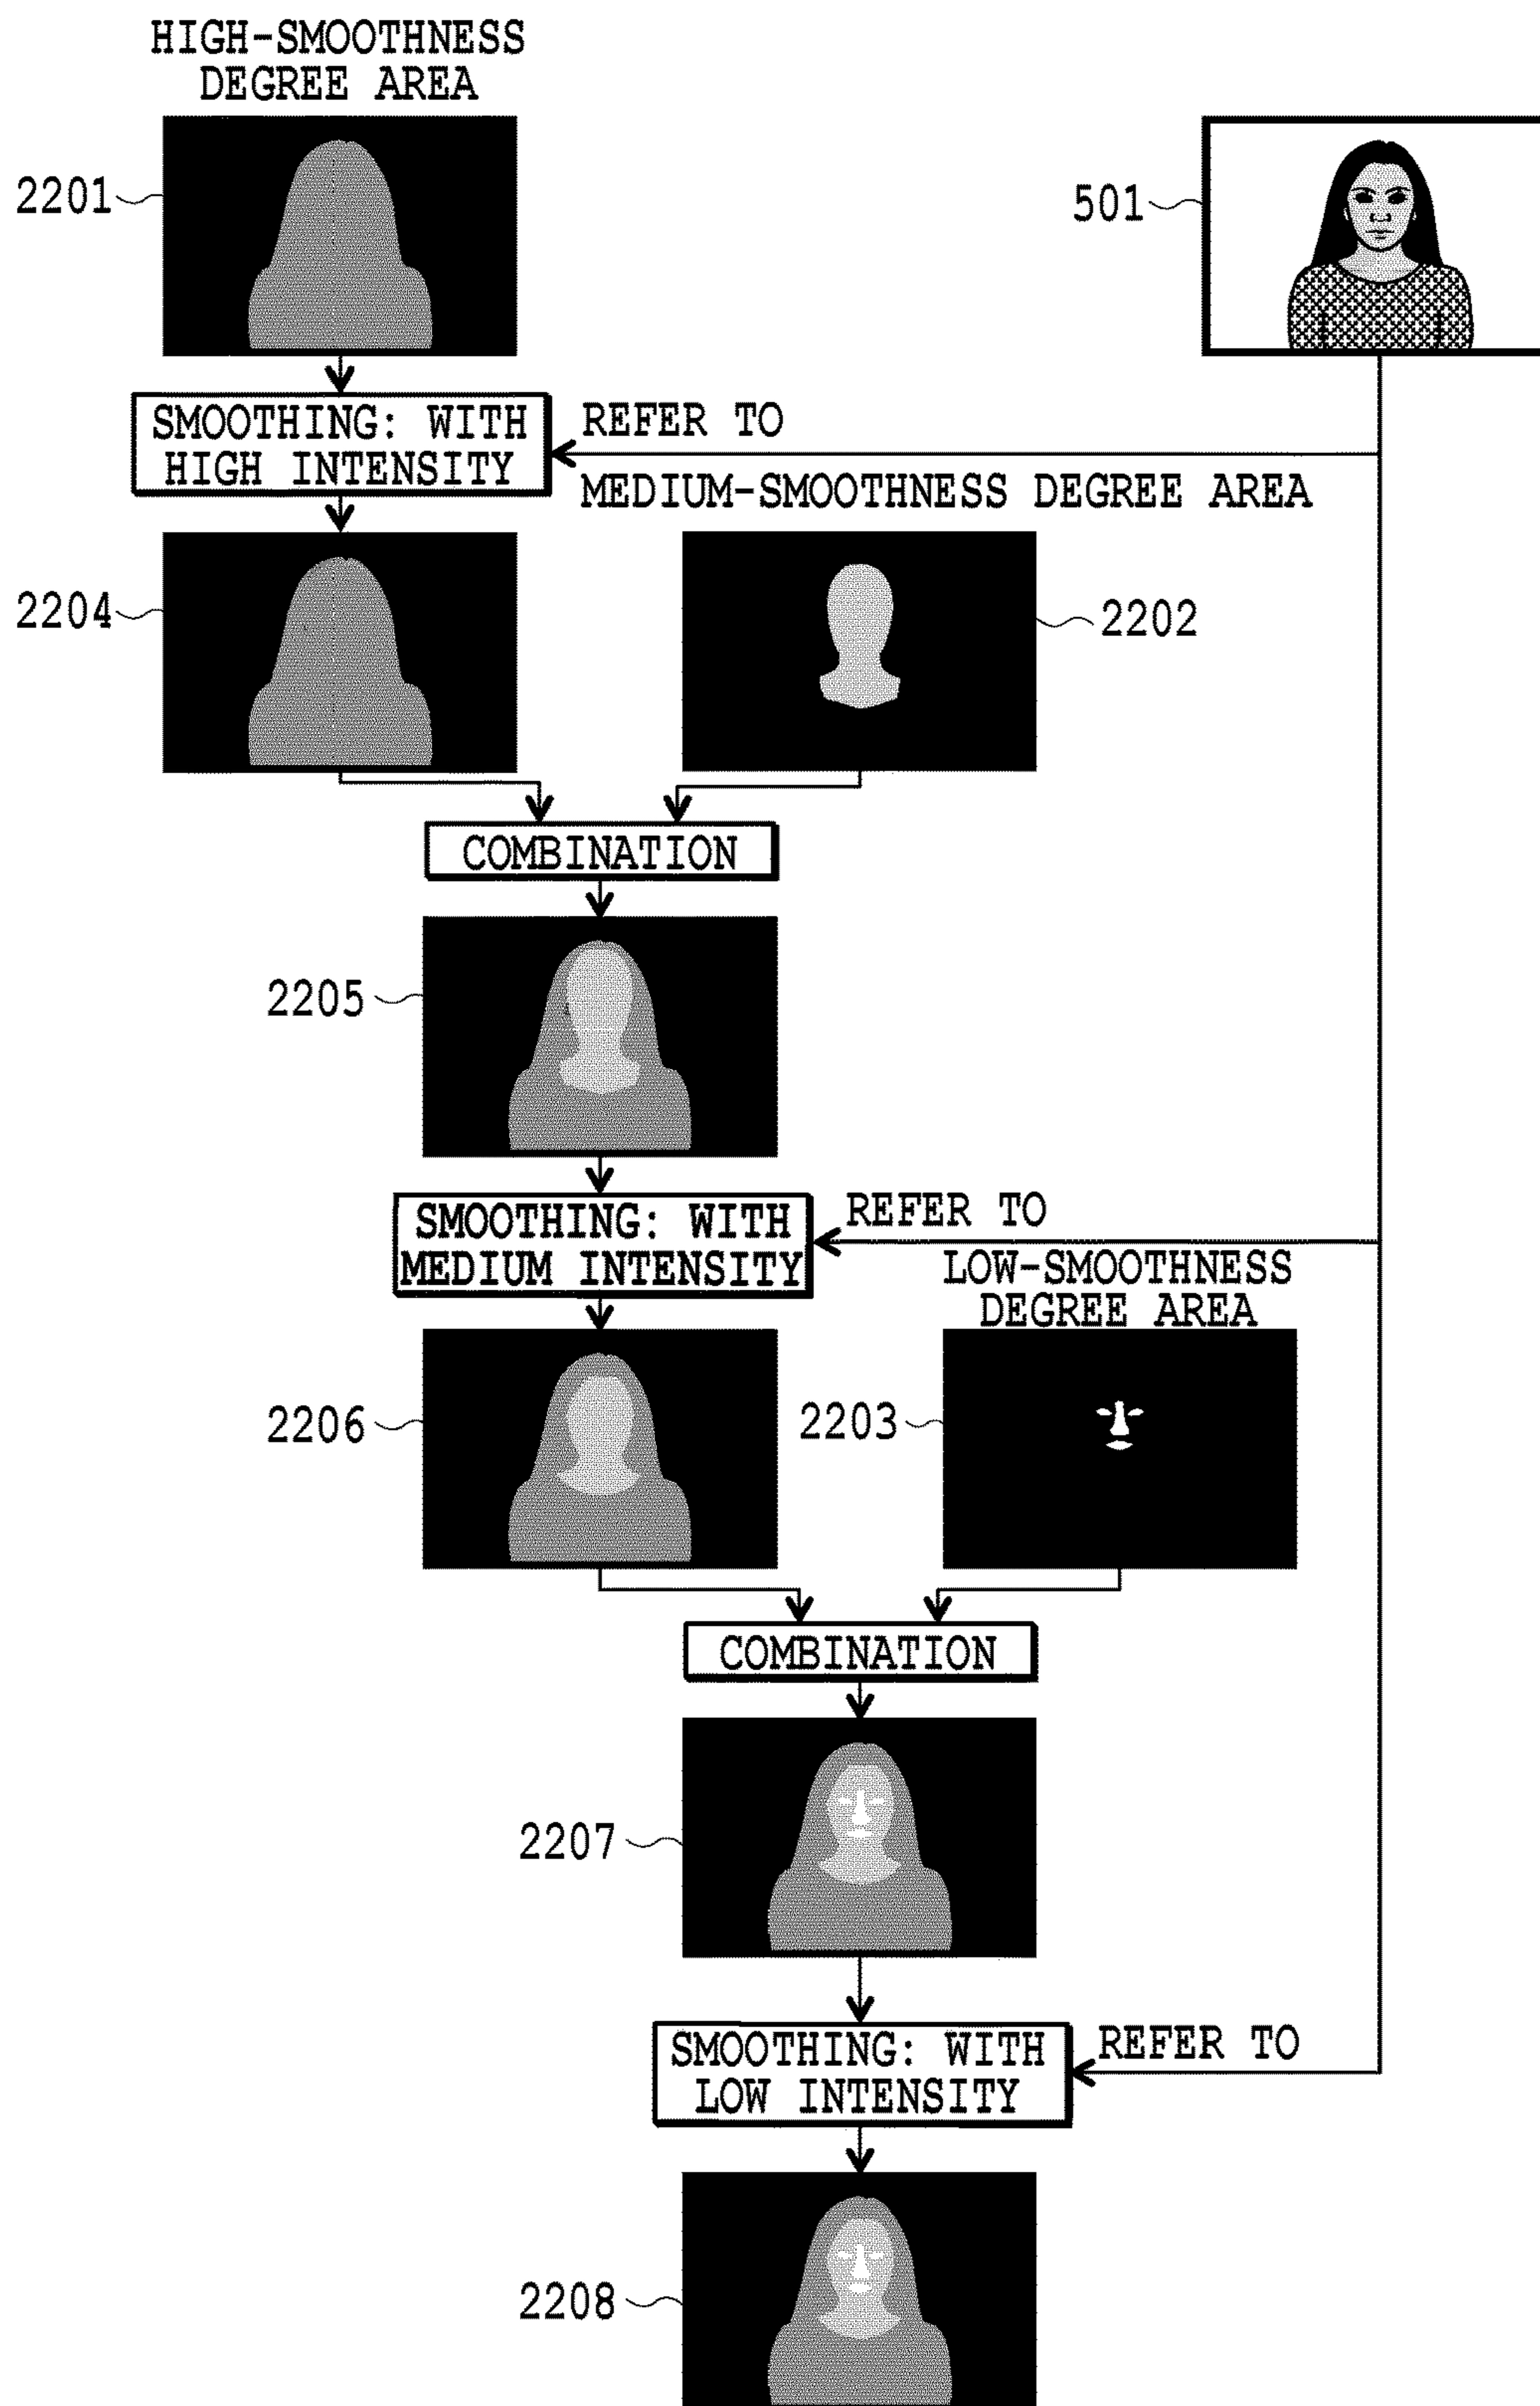 HIGH-SMOOTHNESS
DEGREE AREA
2201
501
SMOOTHING: WITH
HIGH INTENSITY
REFER TO
MEDIUM-SMOOTHNESS DEGREE AREA
2204
2202
COMBINATION
2205
SMOOTHING: WITH
MEDIUM INTENSITY
REFER TO
LOW-SMOOTHNESS
DEGREE AREA
2206
2203
COMBINATION
2207
SMOOTHING: WITH
LOW INTENSITY
REFER TO
2208